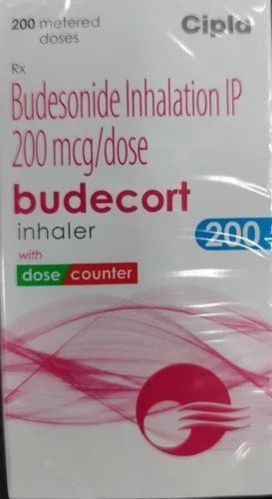 200 metered
doses
Cipla
Rx
Budesonide Inhalation IP
200 mcg/dose
budecort
inhaler
200
with
dose counter